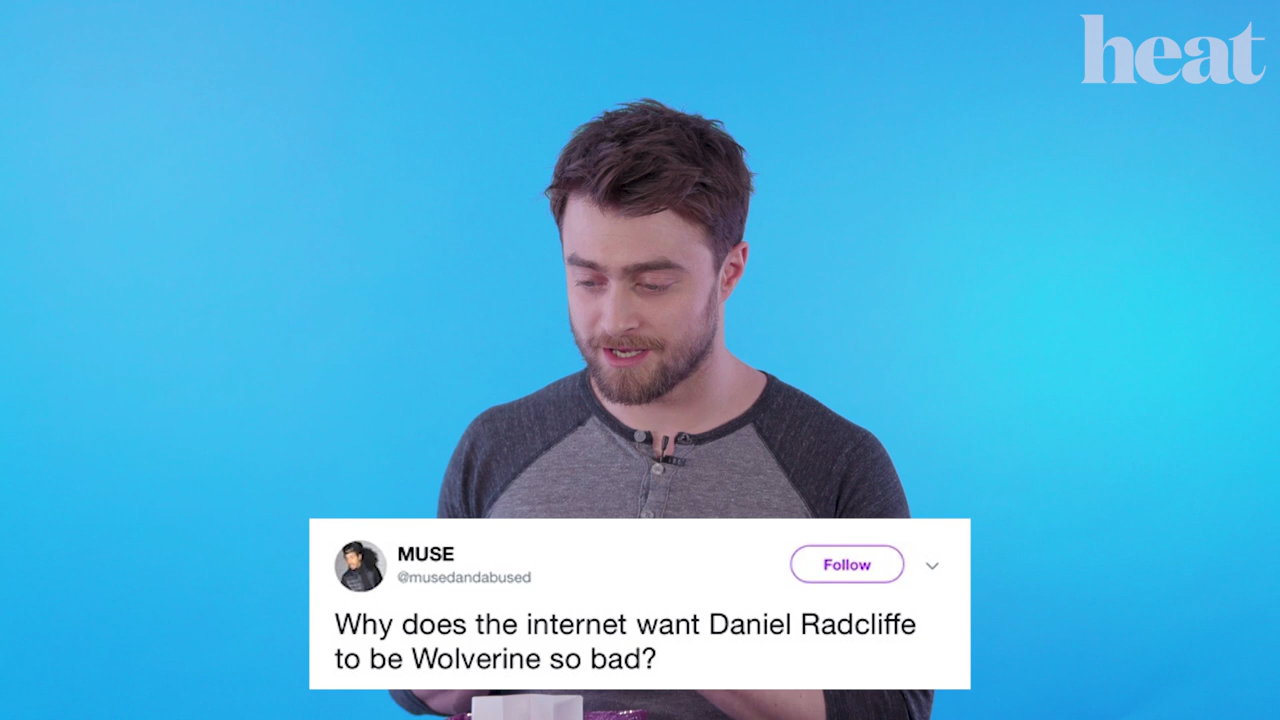 heat
MUSE
@musedandabused
Follow
Why does the internet want Daniel Radcliffe
to be Wolverine so bad?